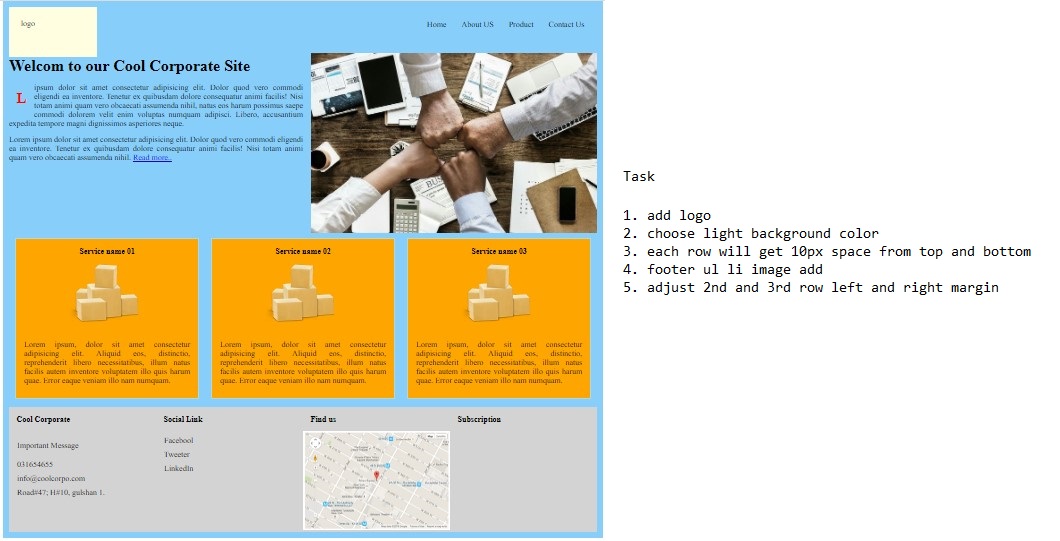 logo
Home About US Product Contact Us
Welcom to our Cool Corporate Site
L ipsum dolor sit amet consectetur adipisicing elit. Dolor quod vero commodi
eligendi ea inventore. Tenetur ex quibusdam dolore consequatur animi facilis! Nisi
totam animi quam vero obcaecati assumenda nihil, natus eos harum possimus saepe
commodi dolorem velit enim voluptas numquam adipisci. Libero, accusantium
expedita tempore magni dignissimos asperiores neque.
Lorem ipsum dolor sit amet consectetur adipisicing elit. Dolor quod vero commodi eligendi
ea inventore. Tenetur ex quibusdam dolore consequatur animi facilis! Nisi totam animi
quam vero obcaecati assumenda nihil. Read more..
BUS
Service name 01
Lorem ipsum, dolor sit amet consectetur
adipisicing elit. Aliquid eos, distinctio,
reprehenderit libero necessitatibus, illum natus
facilis autem inventore voluptatem illo quis harum
quae. Error eaque veniam illo nam numquam.
Service name 02
Lorem ipsum, dolor sit amet consectetur
adipisicing elit. Aliquid eos, distinctio,
reprehenderit libero necessitatibus, illum natus
facilis autem inventore voluptatem illo quis harum
quae. Error eaque veniam illo nam numquam.
Service name 03
Lorem ipsum, dolor sit amet consectetur
adipisicing elit. Aliquid eos, distinctio,
reprehenderit libero necessitatibus, illum natus
facilis autem inventore voluptatem illo quis harum
quae. Error eaque veniam illo nam numquam.
Cool Corporate
Important Message
031654655
info@coolcorpo.com
Road#47; H#10, gulshan 1.
Social Link
Facebool
Tweeter
LinkedIn
Find us
Subscription
Task
1. add logo
2. choose light background color
3. each row will get 10px space from top and bottom
4. footer ul li image add
5. adjust 2nd and 3rd row left and right margin